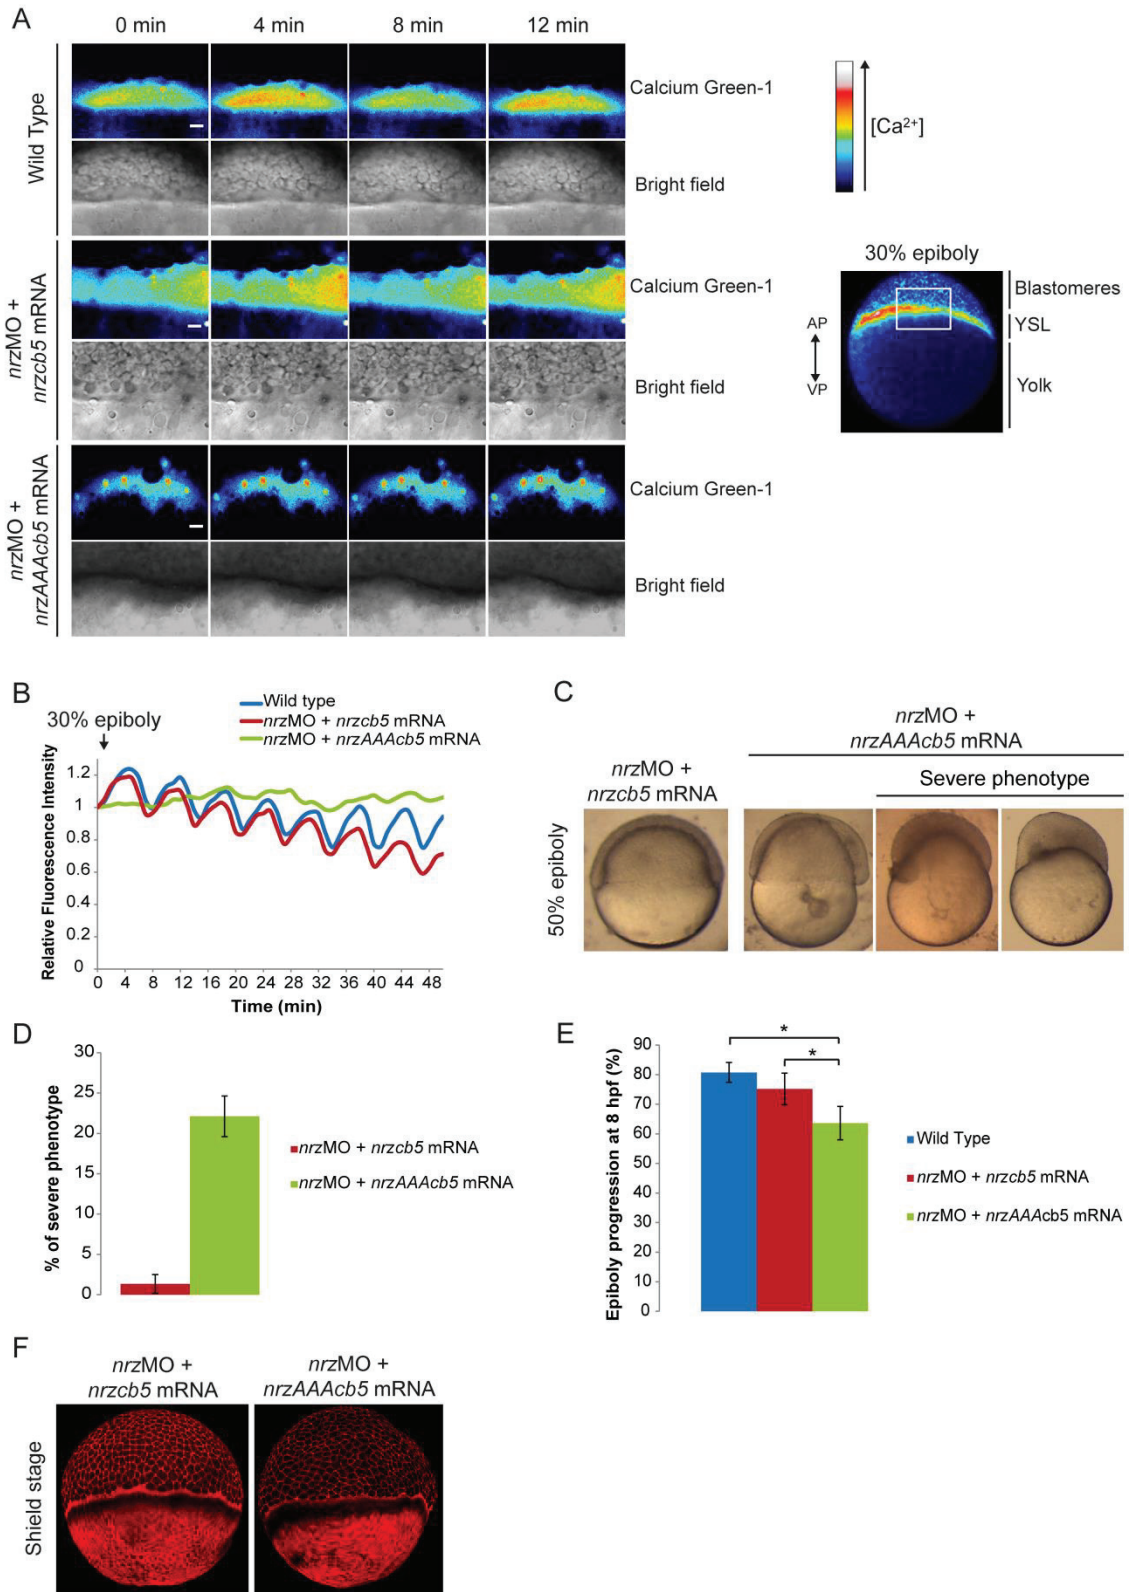 A
0 min 4 min 8 min 12 min
Wild Type
Calcium Green-1
Bright field
nrzMO +
nrzcb5 mRNA
Calcium Green-1
Bright field
nrzMO +
nrzAAAcb5 mRNA
Calcium Green-1
Bright field
[Ca²⁺]
30% epiboly
AP
VP
Blastomeres
YSL
Yolk
B
30% epiboly
Wild type
nrzMO + nrzcb5 mRNA
nrzMO + nrzAAAcb5 mRNA
Relative Fluorescence Intensity
1.2
1
0.8
0.6
0.4
0.2
0
0 4 8 12 16 20 24 28 32 36 40 44 48
Time (min)
C
nrzMO +
nrzcb5 mRNA
nrzMO +
nrzAAAcb5 mRNA
Severe phenotype
50% epiboly
D
% of severe phenotype
30
25
20
15
10
5
0
nrzMO + nrzcb5 mRNA
nrzMO + nrzAAAcb5 mRNA
E
Epiboly progression at 8 hpf (%)
90
80
70
60
50
40
30
20
10
0
*
*
Wild Type
nrzMO + nrzcb5 mRNA
nrzMO + nrzAAAcb5 mRNA
F
nrzMO +
nrzcb5 mRNA
nrzMO +
nrzAAAcb5 mRNA
Shield stage